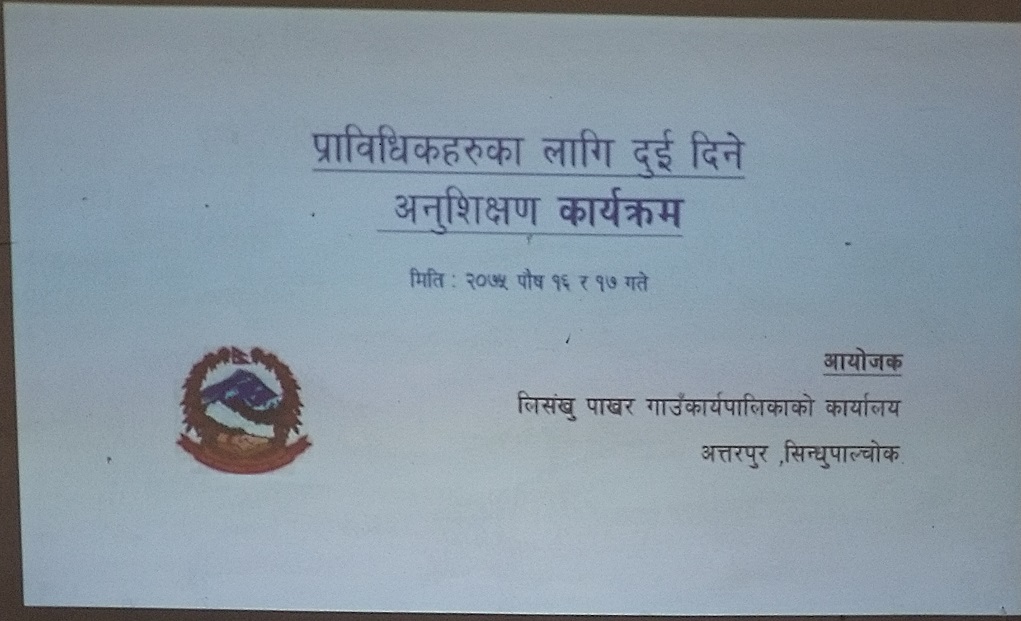 प्राविधिकहरुका लागि दुई दिने
अनुशिक्षण कार्यक्रम
मिति : २०७५ पौष १६ र १७ गते
आयोजक
लिसंखु पाखर गाउँकार्यपालिकाको कार्यालय
अत्तरपुर ,सिन्धुपाल्चोक